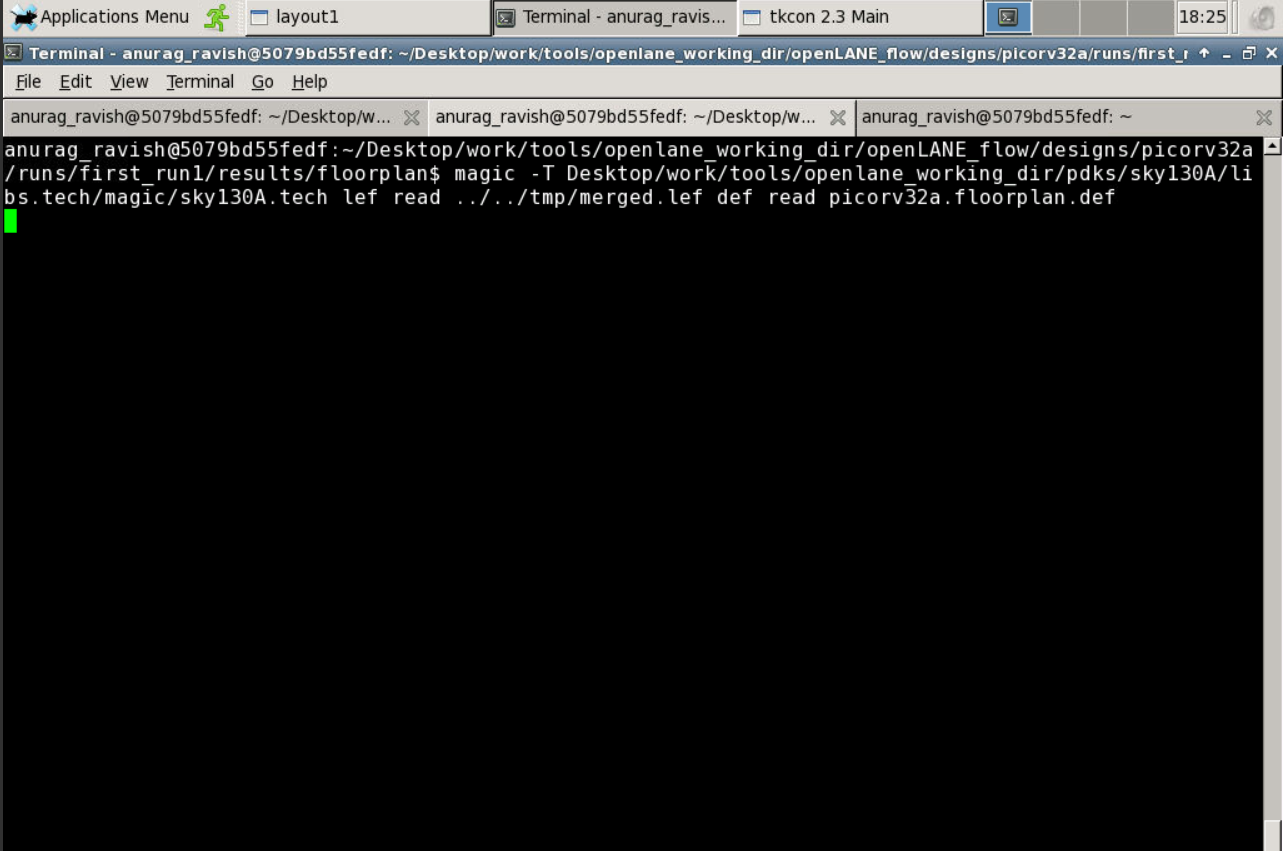 Applications Menu layout1 Terminal - anurag_ravis... tkcon 2.3 Main 18:25
Terminal - anurag_ravish@5079bd55fedf: ~/Desktop/work/tools/openlane_working_dir/openLANE_flow/designs/picorv32a/runs/first_r
File Edit View Terminal Go Help
anurag_ravish@5079bd55fedf: ~/Desktop/w... anurag_ravish@5079bd55fedf: ~/Desktop/w... anurag_ravish@5079bd55fedf: ~
anurag_ravish@5079bd55fedf:~/Desktop/work/tools/openlane_working_dir/openLANE_flow/designs/picorv32a
/runs/first_run1/results/floorplan$ magic -T Desktop/work/tools/openlane_working_dir/pdks/sky130A/li
bs.tech/magic/sky130A.tech lef read ../../tmp/merged.lef def read picorv32a.floorplan.def